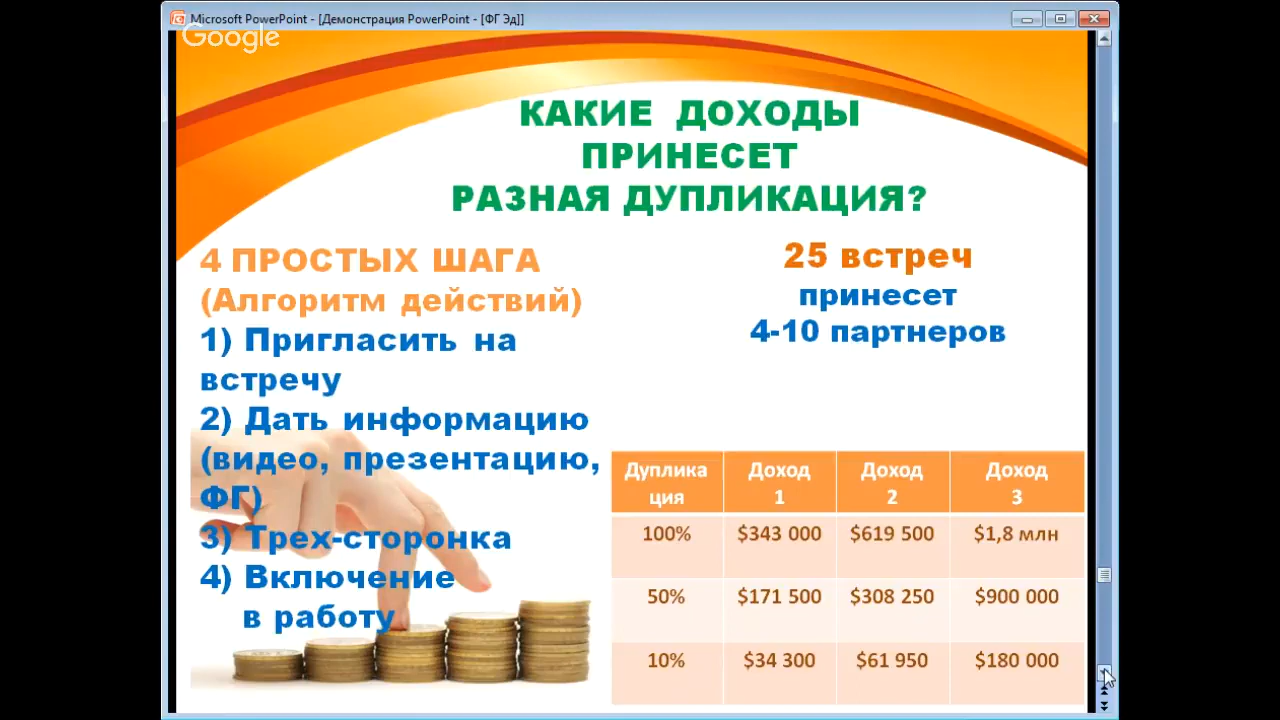 Microsoft PowerPoint - [Демонстрация PowerPoint - [ФГ Эд]]
Google
КАКИЕ ДОХОДЫ
ПРИНЕСЕТ
РАЗНАЯ ДУПЛИКАЦИЯ?
4 ПРОСТЫХ ШАГА
(Алгоритм действий)
1) Пригласить на
встречу
2) Дать информацию
(видео, презентацию,
ФГ)
3) Трех-сторонка
4) Включение
в работу
25 встреч
принесет
4-10 партнеров
Дуплика Доход Доход Доход
ция 1 2 3
100% $343 000 $619 500 $1,8 млн
50% $171 500 $308 250 $900 000
10% $34 300 $61 950 $180 000